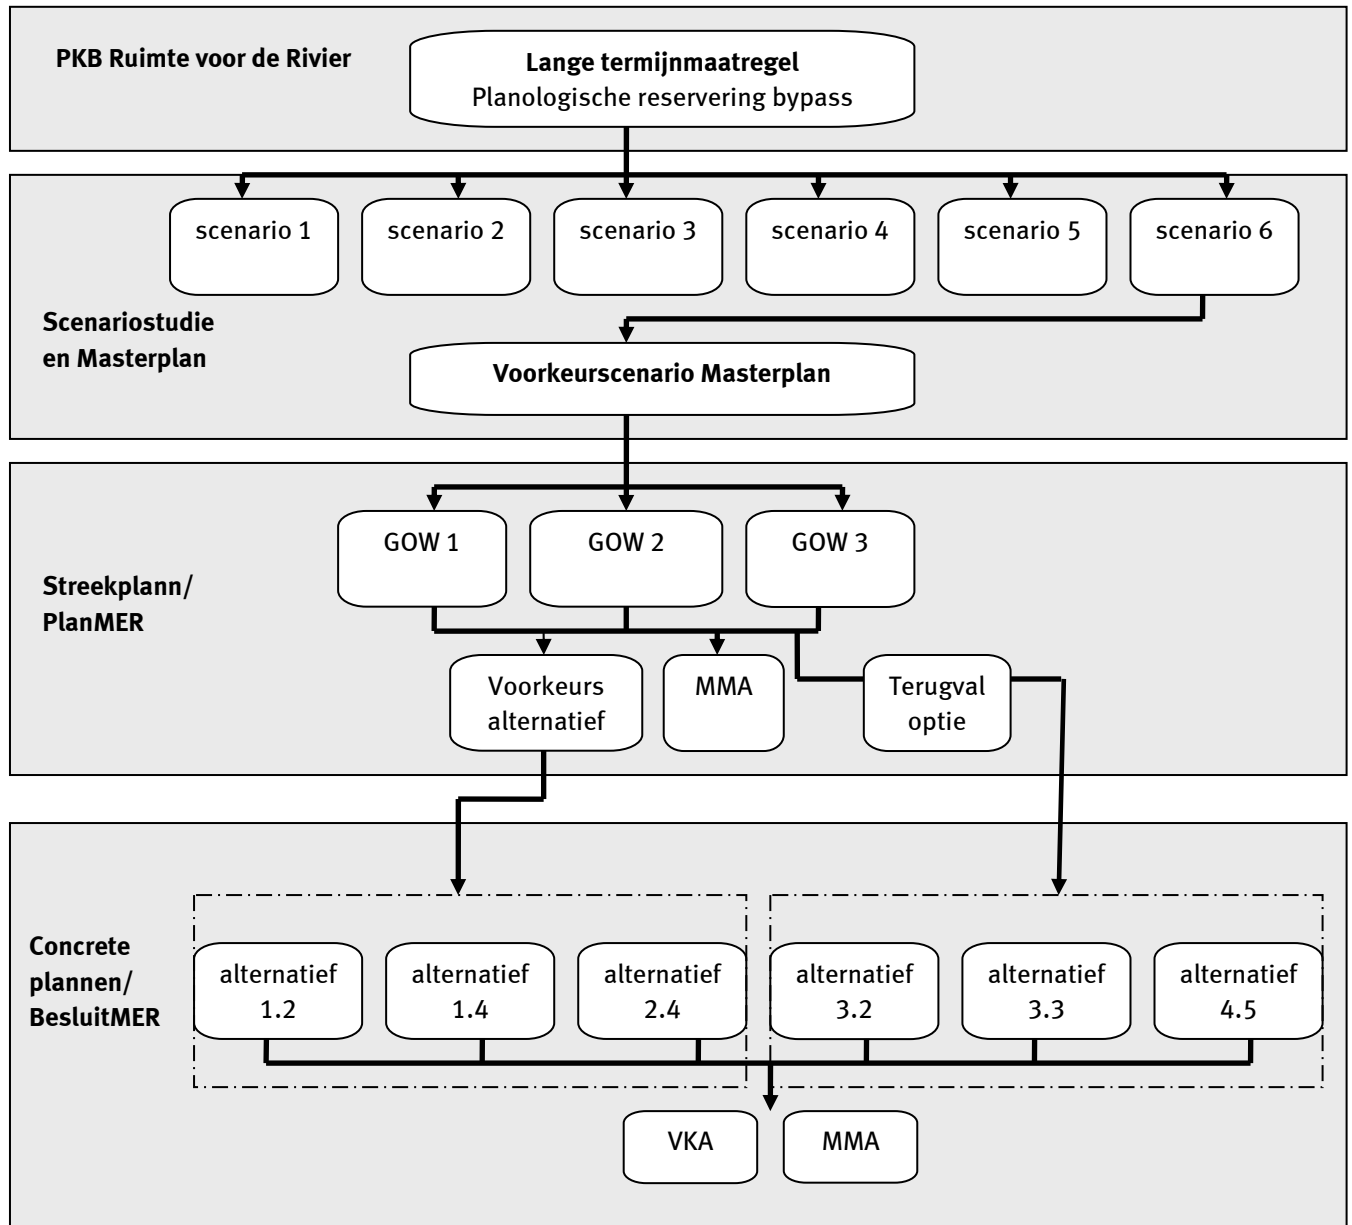 PKB Ruimte voor de Rivier
Lange termijnmaatregel
Planologische reservering bypass
scenario 1
scenario 2
scenario 3
scenario 4
scenario 5
scenario 6
Scenariostudie
en Masterplan
Voorkeurscenario Masterplan
GOW 1
GOW 2
GOW 3
Streekplann/
PlanMER
Voorkeurs
alternatief
MMA
Terugval
optie
Concrete
plannen/
BesluitMER
alternatief
1.2
alternatief
1.4
alternatief
2.4
alternatief
3.2
alternatief
3.3
alternatief
4.5
VKA
MMA